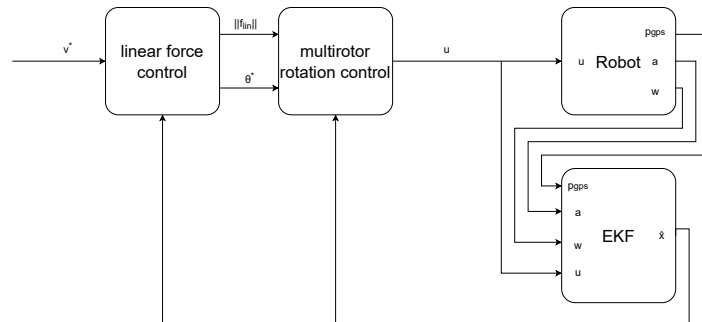 v*
linear force
control
||flin||
θ*
multirotor
rotation control
u
u
Robot
pgps
a
w
pgps
a
w
u
EKF
x̂